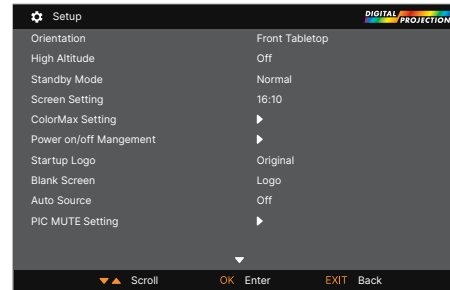 Setup
DIGITAL PROJECTION
Orientation Front Tabletop
High Altitude Off
Standby Mode Normal
Screen Setting 16:10
ColorMax Setting
Power on/off Mangement
Startup Logo Original
Blank Screen Logo
Auto Source Off
PIC MUTE Setting
Scroll OK Enter EXIT Back